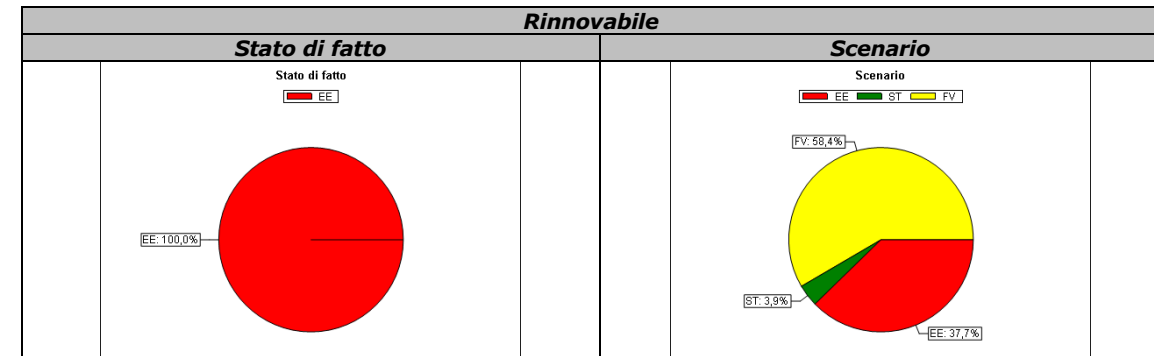 Rinnovabile
Stato di fatto
Scenario
Stato di fatto
EE
EE: 100,0%
Scenario
EE ST FV
FV: 58,4%
ST: 3,9%
EE: 37,7%